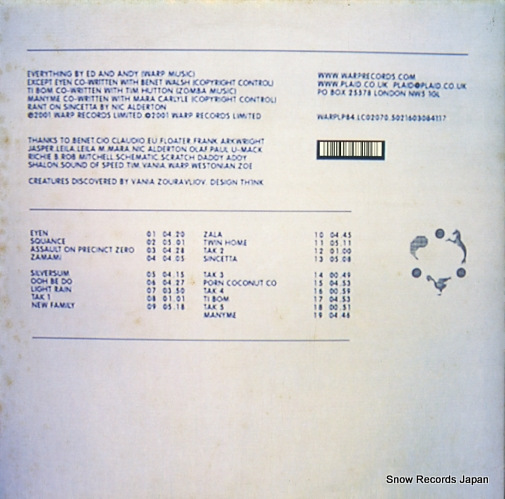 EVERYTHING BY ED AND ANDY (WARP MUSIC)
EXCEPT EYEN CO-WRITTEN WITH BENET WALSH (COPYRIGHT CONTROL)
TI BOM CO-WRITTEN WITH TIM HUTTON (ZOMBA MUSIC)
MANYME CO-WRITTEN WITH MARA CARLYLE (COPYRIGHT CONTROL)
RANT ON SINCETTA BY NIC ALDERTON
℗2001 WARP RECORDS LIMITED ©2001 WARP RECORDS LIMITED
WWW.WARPRECORDS.COM
WWW.PLAID.CO.UK PLAID@PLAID.CO.UK
PO BOX 25378 LONDON NW5 1GL
WARPLP84.LC02070.5021603084117
THANKS TO BENET.CIO CLAUDIO.EU FLOATER FRANK ARKWRIGHT
JASPER.LEILA.LEILA M.MARA.NIC ALDERTON.OLAF.PAUL U-MACK
RICHIE B.ROB MITCHELL.SCHEMATIC.SCRATCH DADDY ADDY
SHALON.SOUND OF SPEED.TIM.VANIA.WARP.WESTONIAN.ZOE
CREATURES DISCOVERED BY VANIA ZOURAVLIOV. DESIGN TH1NK
EYEN 01 04.20
SQUANCE 02 05.01
ASSAULT ON PRECINCT ZERO 03 04.28
ZAMAMI 04 04.05
SILVERSUM 05 04.15
OOH BE DO 06 04.27
LIGHT RAIN 07 03.50
TAK 1 08 01.01
NEW FAMILY 09 05.18
ZALA 10 04.45
TWIN HOME 11 05.11
TAK 2 12 01.00
SINCETTA 13 05.08
TAK 3 14 00.49
PORN COCONUT CO 15 04.53
TAK 4 16 00.59
TI BOM 17 04.53
TAK 5 18 00.51
MANYME 19 04.46
Snow Records Japan